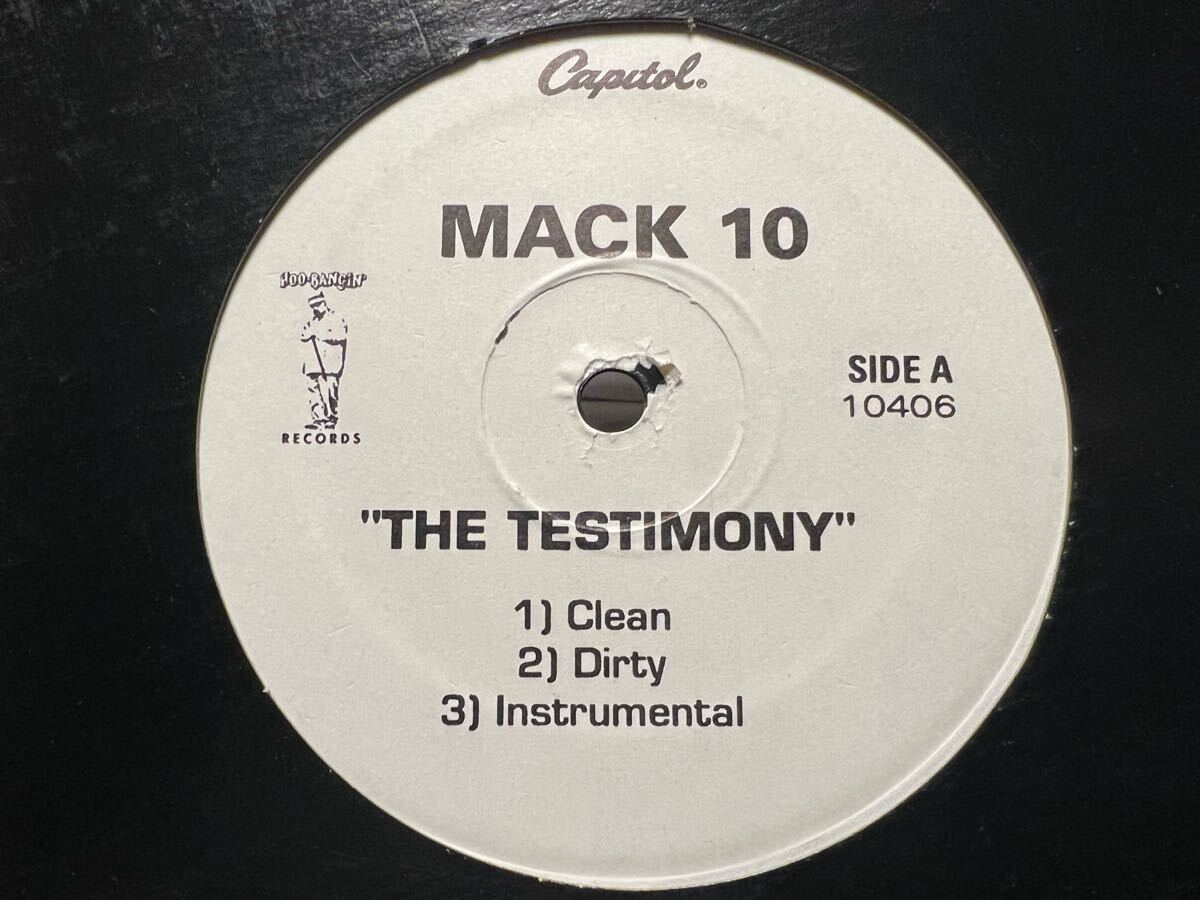 Capitol®
MACK 10
HOO-BANGIN'
RECORDS
SIDE A
10406
"THE TESTIMONY"
1) Clean
2) Dirty
3) Instrumental